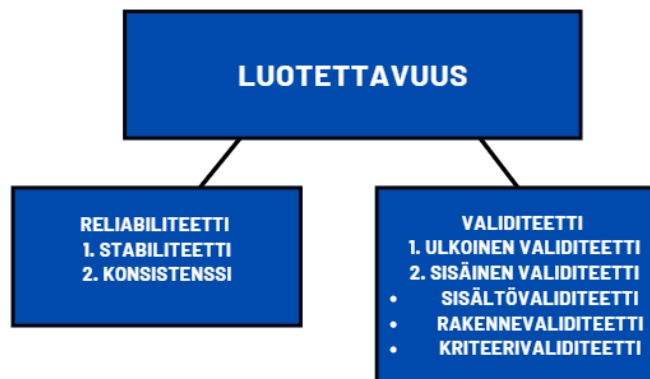 LUOTETTAVUUS
RELIABILITEETTI
1. STABILITEETTI
2. KONSISTENSSI
VALIDITEETTI
1. ULKOINEN VALIDITEETTI
2. SISÄINEN VALIDITEETTI
• SISÄLTÖVALIDITEETTI
• RAKENNEVALIDITEETTI
• KRITEERIVALIDITEETTI